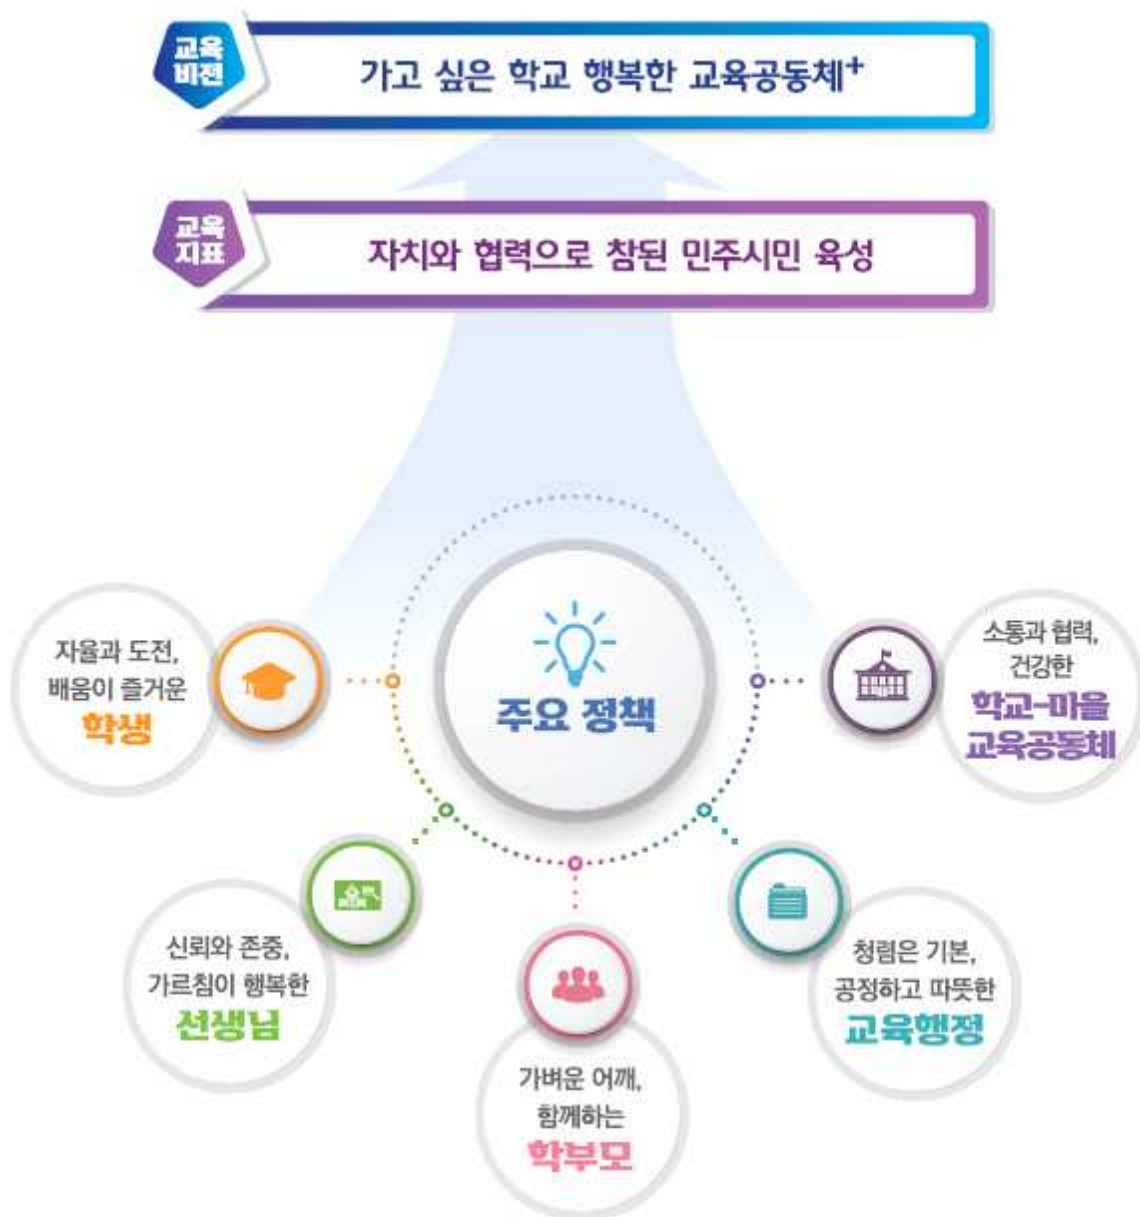 교육
비전
가고 싶은 학교 행복한 교육공동체+
교육
지표
자치와 협력으로 참된 민주시민 육성
주요 정책
자율과 도전,
배움이 즐거운
학생
신뢰와 존중,
가르침이 행복한
선생님
가벼운 어깨,
함께하는
학부모
청렴은 기본,
공정하고 따뜻한
교육행정
소통과 협력,
건강한
학교-마을
교육공동체